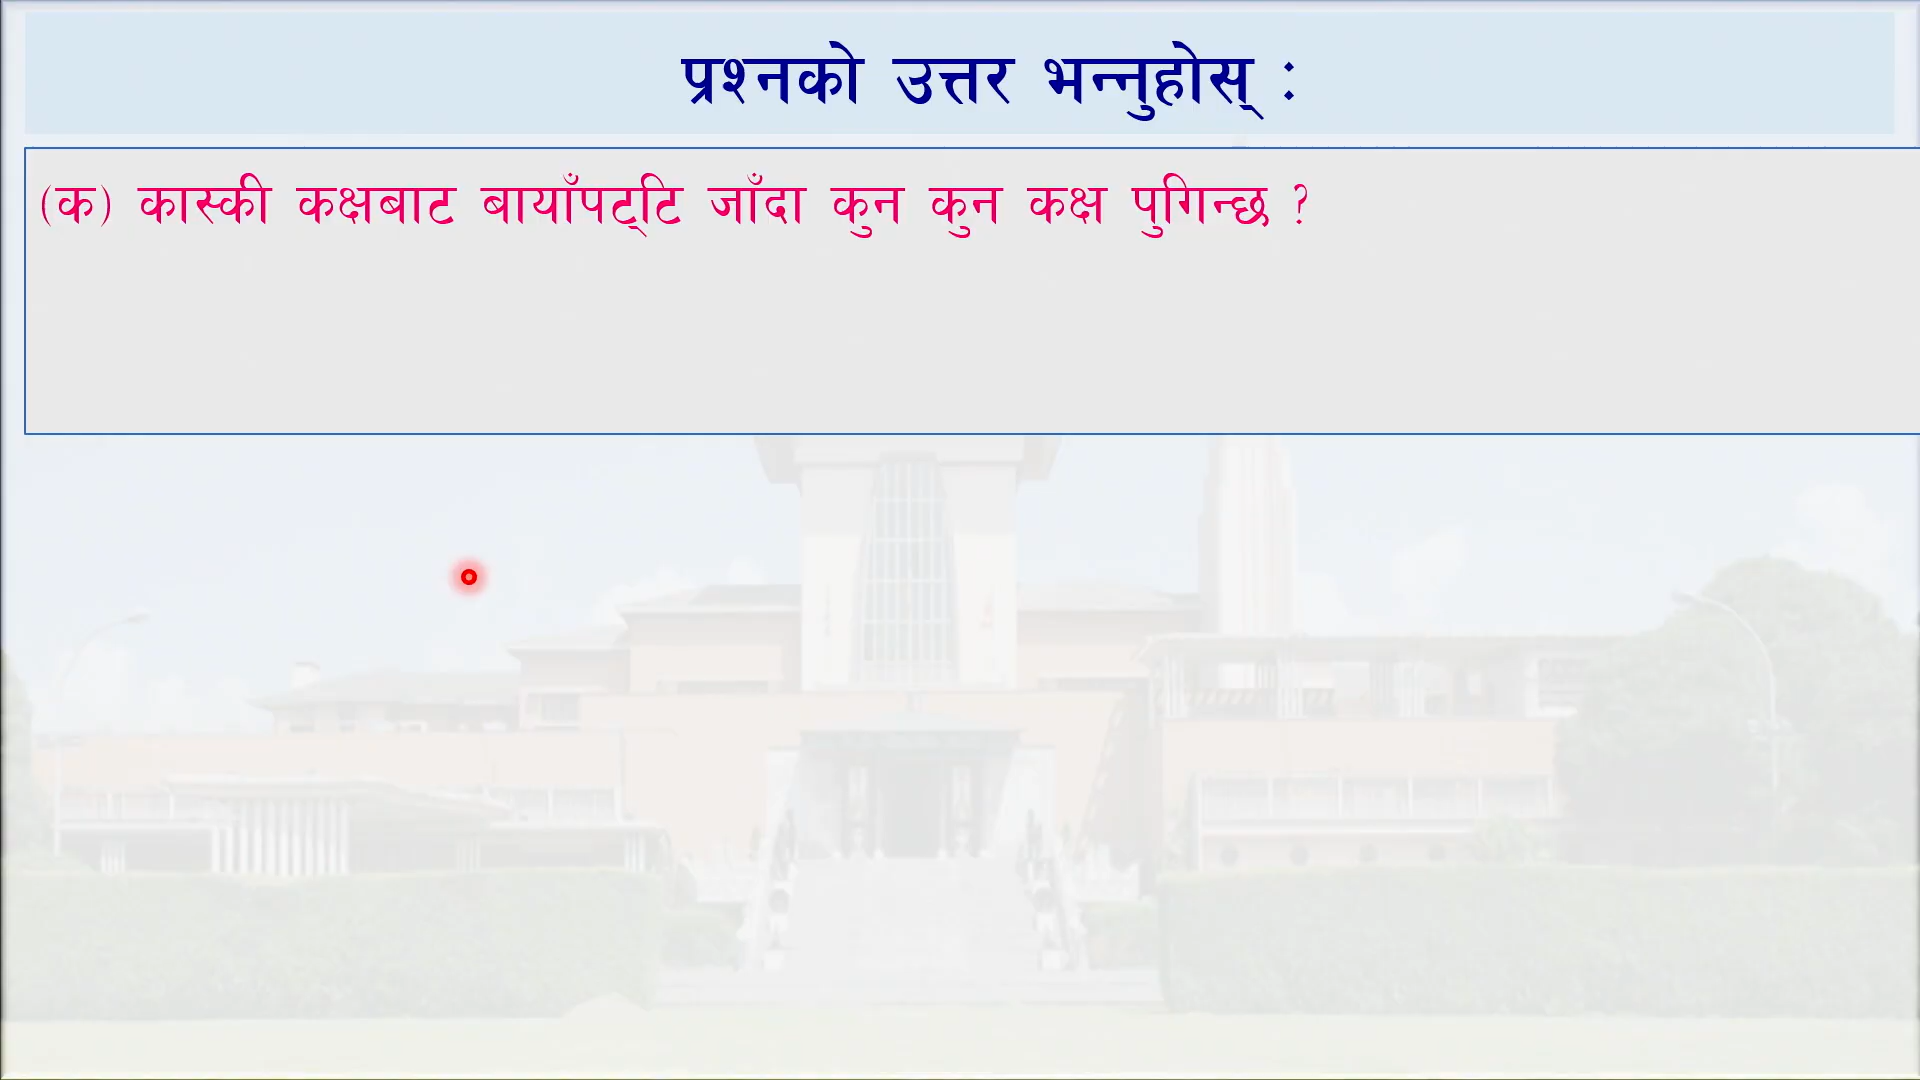 प्रश्नको उत्तर भन्नुहोस् :
(क) कास्की कक्षबाट बायाँपट्टि जाँदा कुन कुन कक्ष पुगिन्छ ?